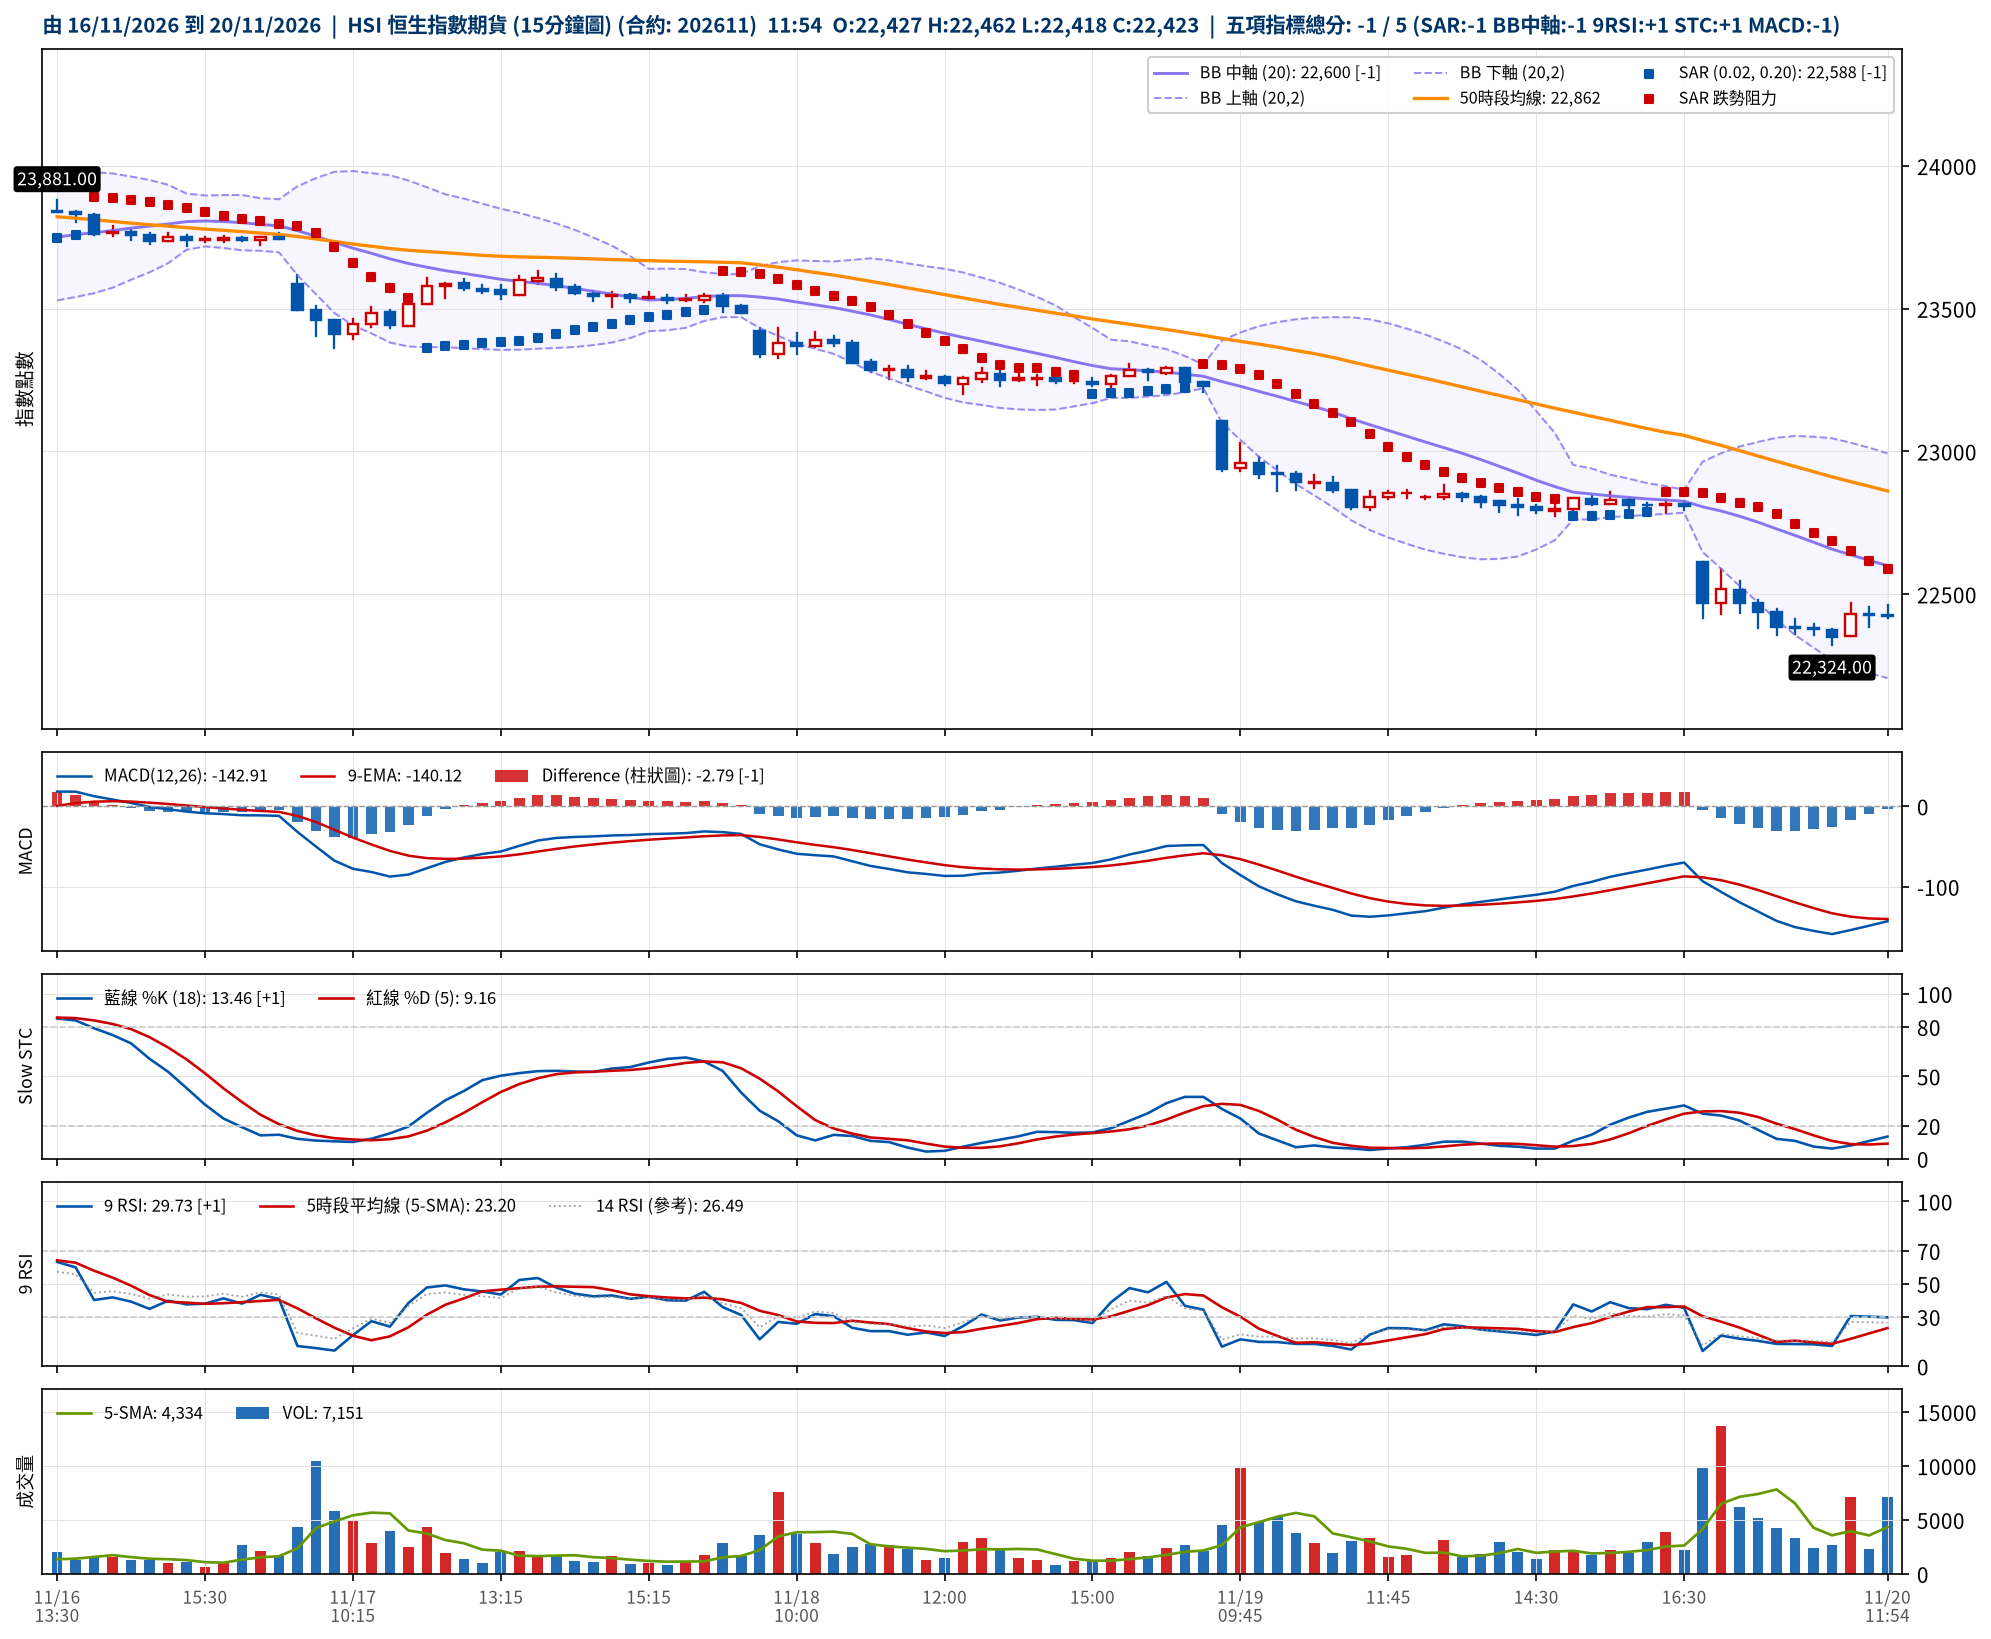 由 16/11/2026 到 20/11/2026 | HSI 恒生指數期貨 (15分鐘圖) (合約: 202611) 11:54 O:22,427 H:22,462 L:22,418 C:22,423 | 五項指標總分: -1 / 5 (SAR:-1 BB中軸:-1 9RSI:+1 STC:+1 MACD:-1)
BB 中軸 (20): 22,600 [-1]
BB 下軸 (20,2)
SAR (0.02, 0.20): 22,588 [-1]
BB 上軸 (20,2)
50時段均線: 22,862
SAR 跌勢阻力
24000
23,881.00
23500
指數點數
23000
22500
22,324.00
MACD(12,26): -142.91
9-EMA: -140.12
Difference (柱狀圖): -2.79 [-1]
0
MACD
-100
藍線 %K (18): 13.46 [+1]
紅線 %D (5): 9.16
100
80
Slow STC
50
20
0
9 RSI: 29.73 [+1]
5時段平均線 (5-SMA): 23.20
14 RSI (參考): 26.49
100
70
9 RSI
50
30
0
5-SMA: 4,334
VOL: 7,151
15000
成交量
10000
5000
0
11/16
13:30
15:30
11/17
10:15
13:15
15:15
11/18
10:00
12:00
15:00
11/19
09:45
11:45
14:30
16:30
11/20
11:54